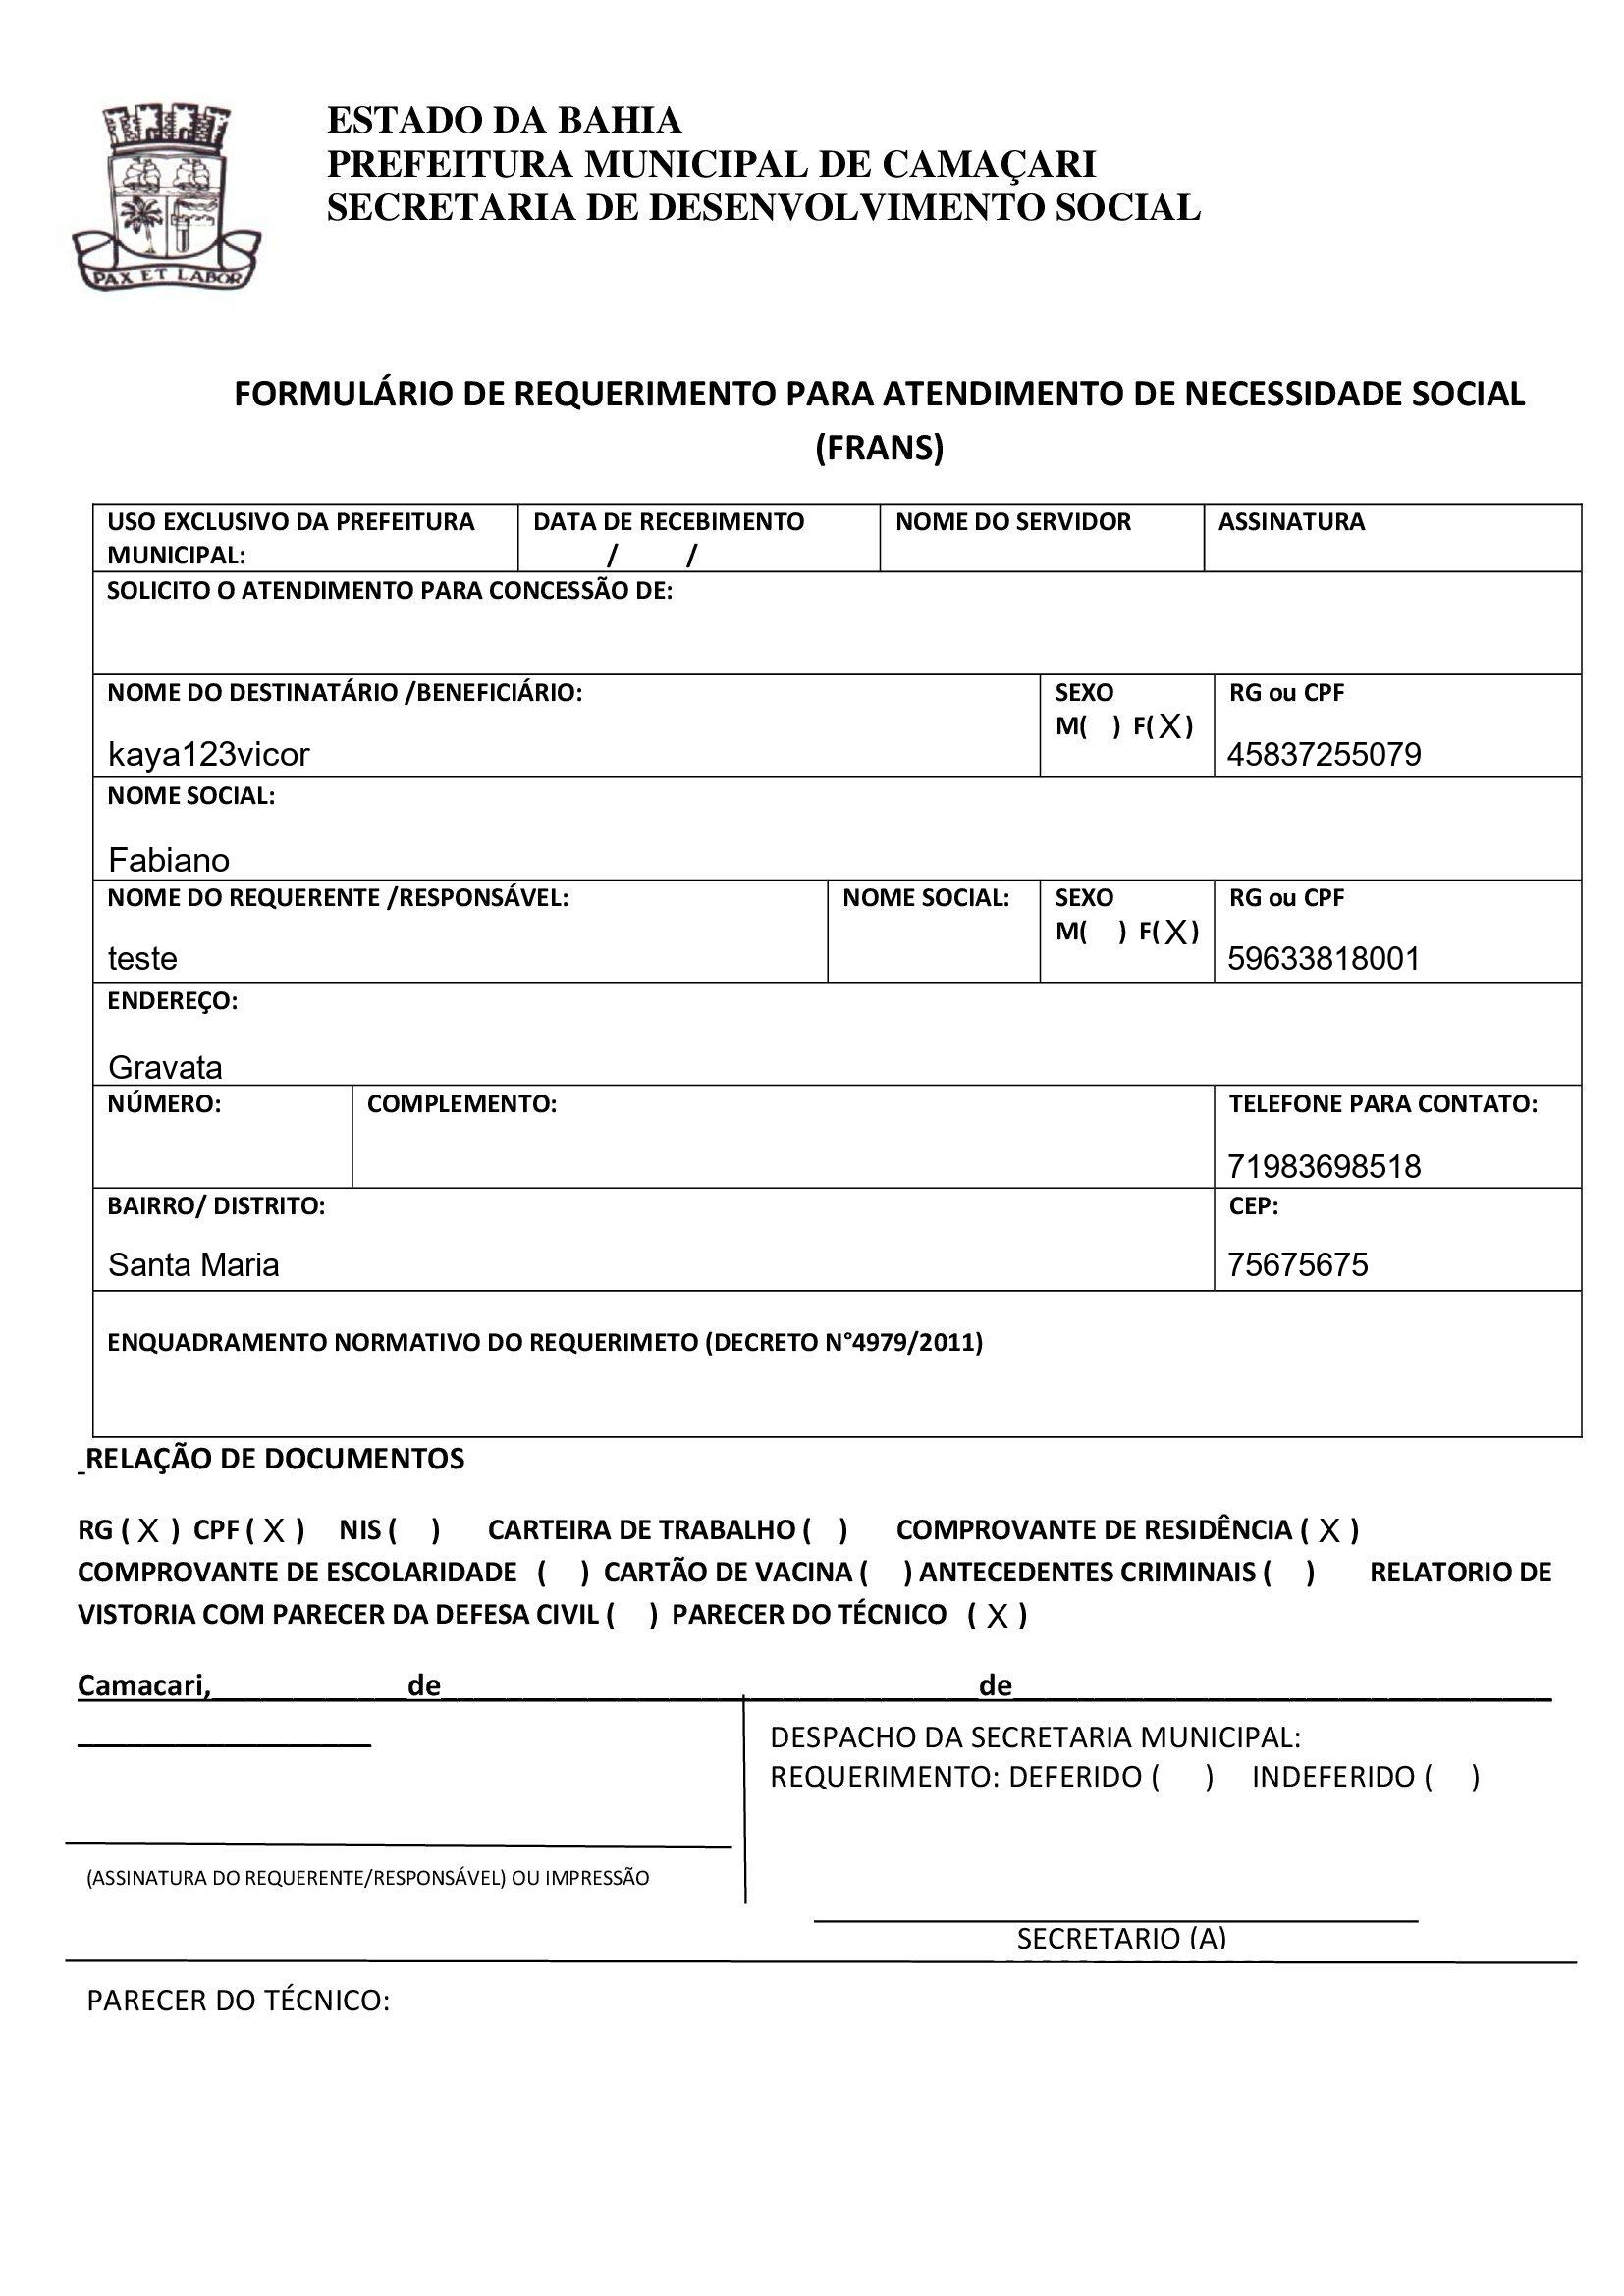 PAX ET LABOR
ESTADO DA BAHIA
PREFEITURA MUNICIPAL DE CAMAÇARI
SECRETARIA DE DESENVOLVIMENTO SOCIAL
FORMULÁRIO DE REQUERIMENTO PARA ATENDIMENTO DE NECESSIDADE SOCIAL
(FRANS)
USO EXCLUSIVO DA PREFEITURA MUNICIPAL:
DATA DE RECEBIMENTO
/ /
NOME DO SERVIDOR
ASSINATURA
SOLICITO O ATENDIMENTO PARA CONCESSÃO DE:
NOME DO DESTINATÁRIO /BENEFICIÁRIO:
kaya123vicor
SEXO
M( ) F( X )
RG ou CPF
45837255079
NOME SOCIAL:
Fabiano
NOME DO REQUERENTE /RESPONSÁVEL:
teste
NOME SOCIAL:
SEXO
M( ) F( X )
RG ou CPF
59633818001
ENDEREÇO:
Gravata
NÚMERO:
COMPLEMENTO:
TELEFONE PARA CONTATO:
71983698518
BAIRRO/ DISTRITO:
Santa Maria
CEP:
75675675
ENQUADRAMENTO NORMATIVO DO REQUERIMETO (DECRETO N°4979/2011)
RELAÇÃO DE DOCUMENTOS
RG ( X ) CPF ( X ) NIS ( ) CARTEIRA DE TRABALHO ( ) COMPROVANTE DE RESIDÊNCIA ( X )
COMPROVANTE DE ESCOLARIDADE ( ) CARTÃO DE VACINA ( ) ANTECEDENTES CRIMINAIS ( ) RELATORIO DE
VISTORIA COM PARECER DA DEFESA CIVIL ( ) PARECER DO TÉCNICO ( X )
Camacari,____________de_________________________________de_________________________________
__________________
DESPACHO DA SECRETARIA MUNICIPAL:
REQUERIMENTO: DEFERIDO ( ) INDEFERIDO ( )
(ASSINATURA DO REQUERENTE/RESPONSÁVEL) OU IMPRESSÃO
SECRETARIO (A)
PARECER DO TÉCNICO: